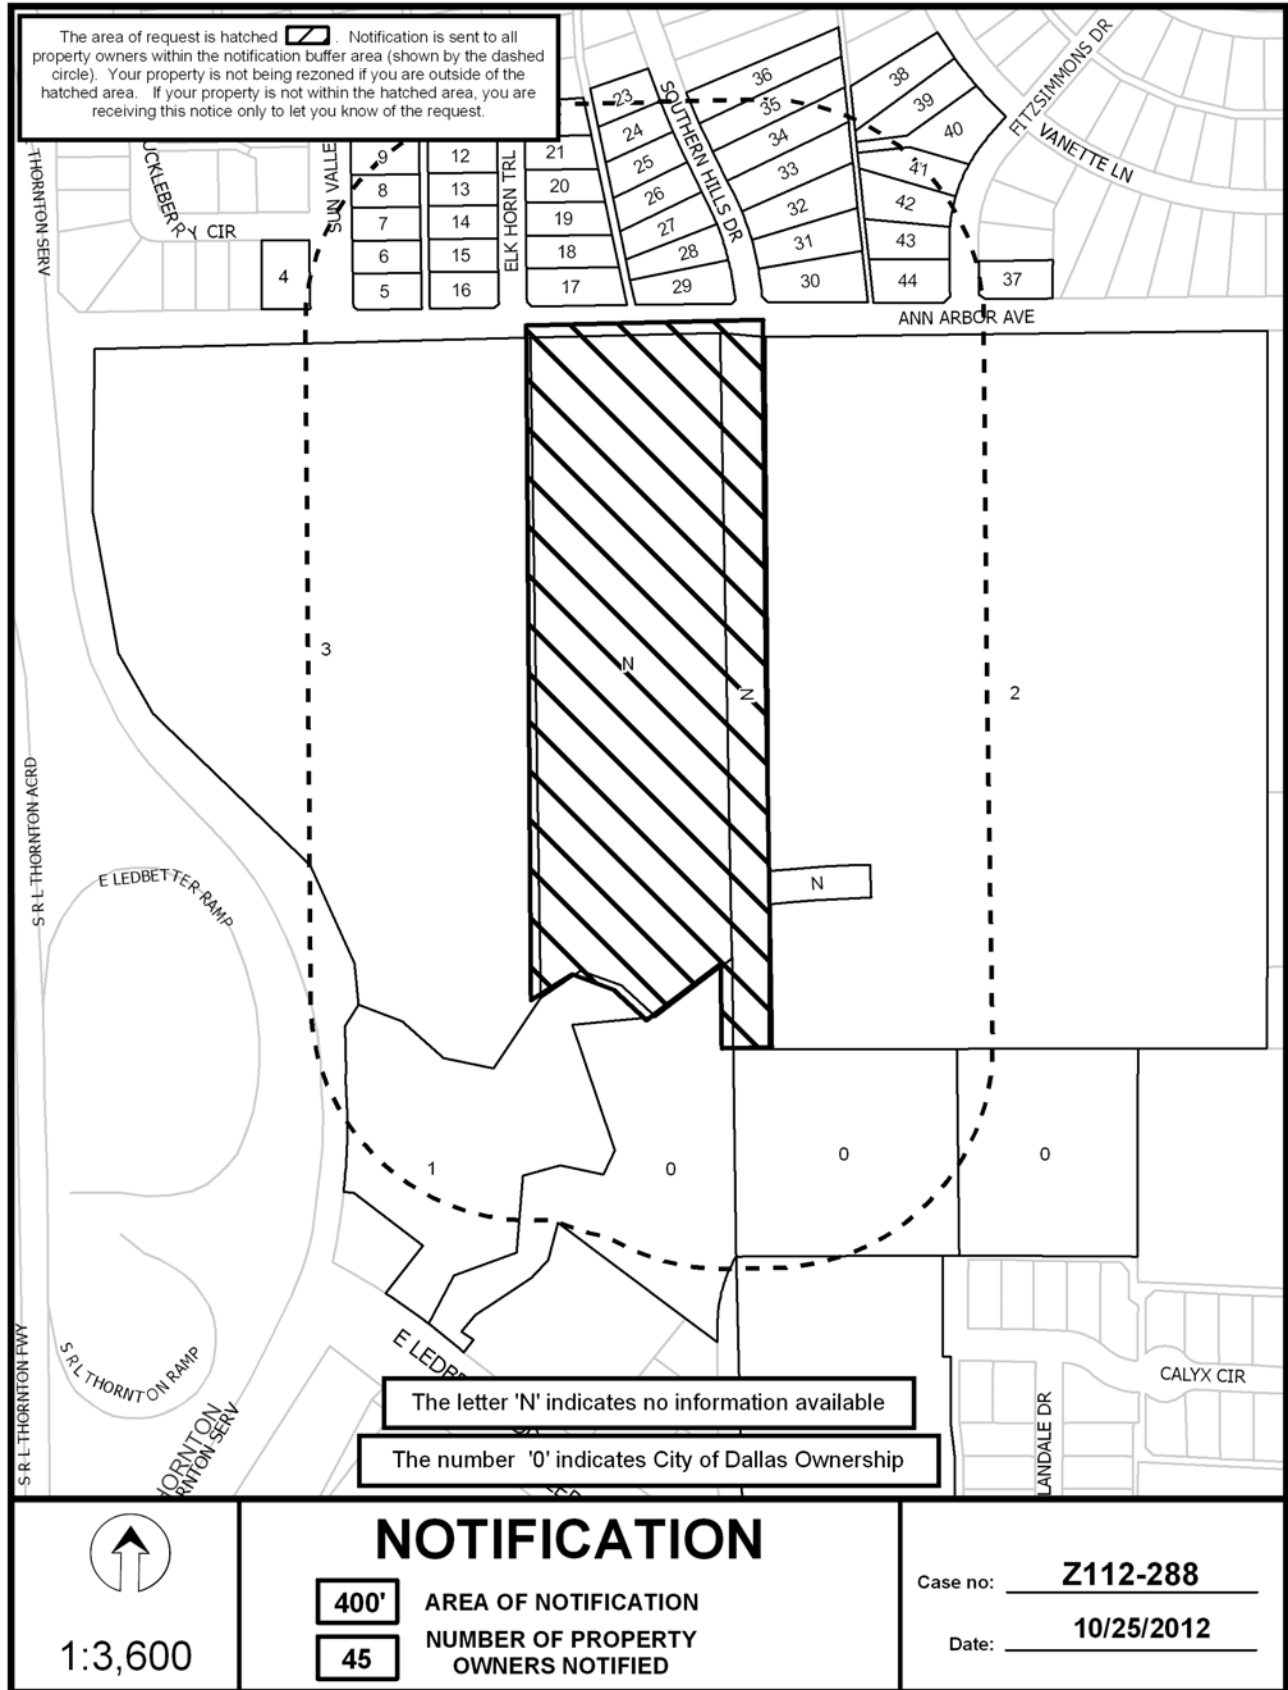 The area of request is hatched . Notification is sent to all
property owners within the notification buffer area (shown by the dashed
circle). Your property is not being rezoned if you are outside of the
hatched area. If your property is not within the hatched area, you are
receiving this notice only to let you know of the request.
36
38
23
35
39
24
34
40
FITZSIMMONS DR
SOUTHERN HILLS DR
VANETTE LN
9
12
21
25
33
41
THORNTON SERV
UCKLEBERRY CIR
SUN VALLE
ELK HORN TRL
8
13
20
26
32
42
7
14
19
27
31
43
6
15
18
28
30
44
4
5
16
17
29
37
ANN ARBOR AVE
3
N
N
2
S R L THORNTON ACRD
E LEDBETTER RAMP
N
1
0
0
0
S R L THORNTON FWY
S R L THORNTON RAMP
HORNTON
RNTON SERV
E LEDBE
CALYX CIR
LANDALE DR
The letter 'N' indicates no information available
The number '0' indicates City of Dallas Ownership
1:3,600
NOTIFICATION
400' AREA OF NOTIFICATION
45 NUMBER OF PROPERTY
OWNERS NOTIFIED
Case no: Z112-288
Date: 10/25/2012